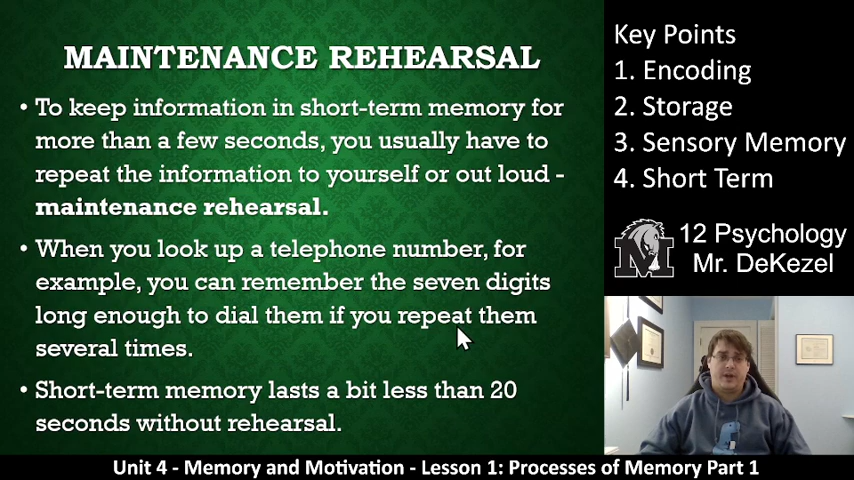 MAINTENANCE REHEARSAL
• To keep information in short-term memory for
more than a few seconds, you usually have to
repeat the information to yourself or out loud -
maintenance rehearsal.
• When you look up a telephone number, for
example, you can remember the seven digits
long enough to dial them if you repeat them
several times.
• Short-term memory lasts a bit less than 20
seconds without rehearsal.
Key Points
1. Encoding
2. Storage
3. Sensory Memory
4. Short Term
M
12 Psychology
Mr. DeKezel
Unit 4 - Memory and Motivation - Lesson 1: Processes of Memory Part 1